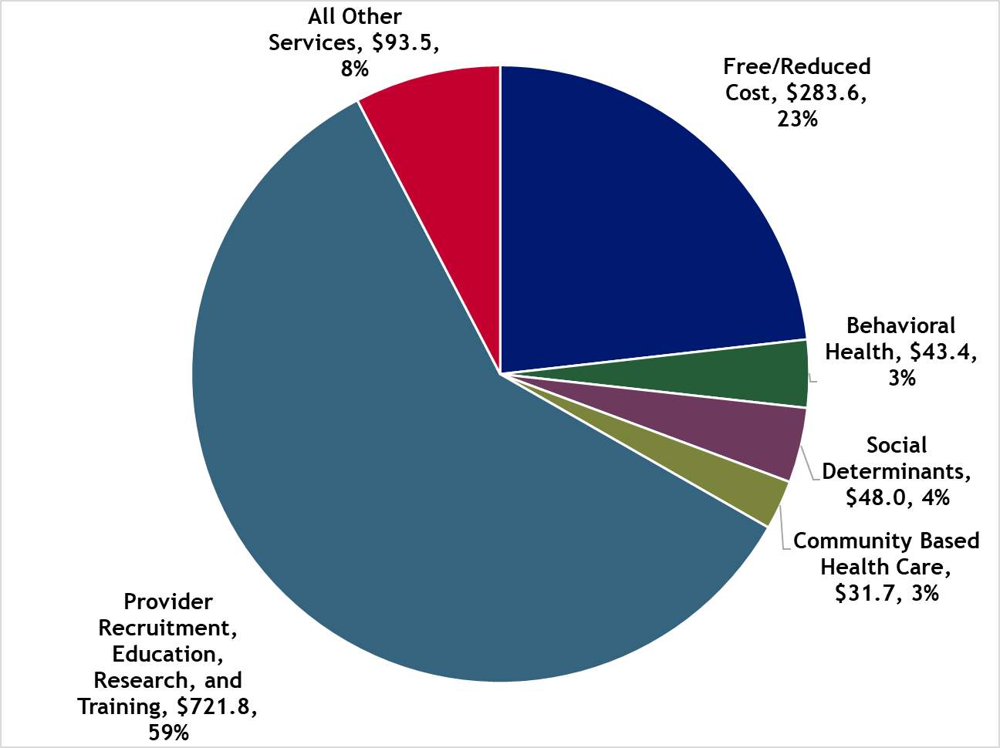 All Other
Services, $93.5,
8%
Free/Reduced
Cost, $283.6,
23%
Behavioral
Health, $43.4,
3%
Social
Determinants,
$48.0, 4%
Community Based
Health Care,
$31.7, 3%
Provider
Recruitment,
Education,
Research, and
Training, $721.8,
59%